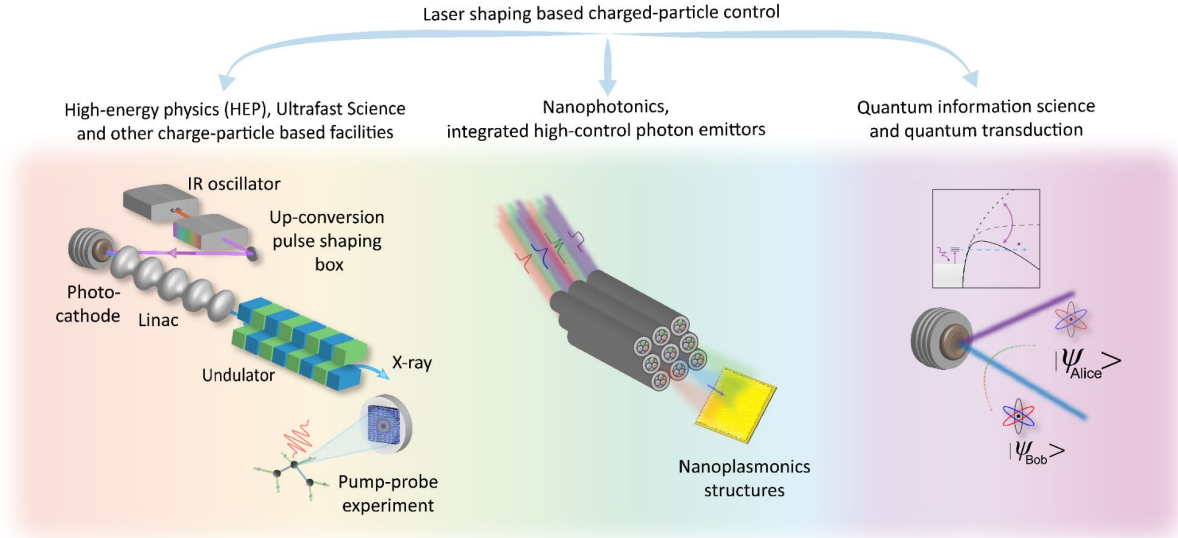 Laser shaping based charged-particle control
High-energy physics (HEP), Ultrafast Science
and other charge-particle based facilities
Nanophotonics,
integrated high-control photon emittors
Quantum information science
and quantum transduction
IR oscillator
Up-conversion
pulse shaping
box
Photo-
cathode
Linac
Undulator
X-ray
Pump-probe
experiment
Nanoplasmonics
structures
|ψAlice>
|ψBob>